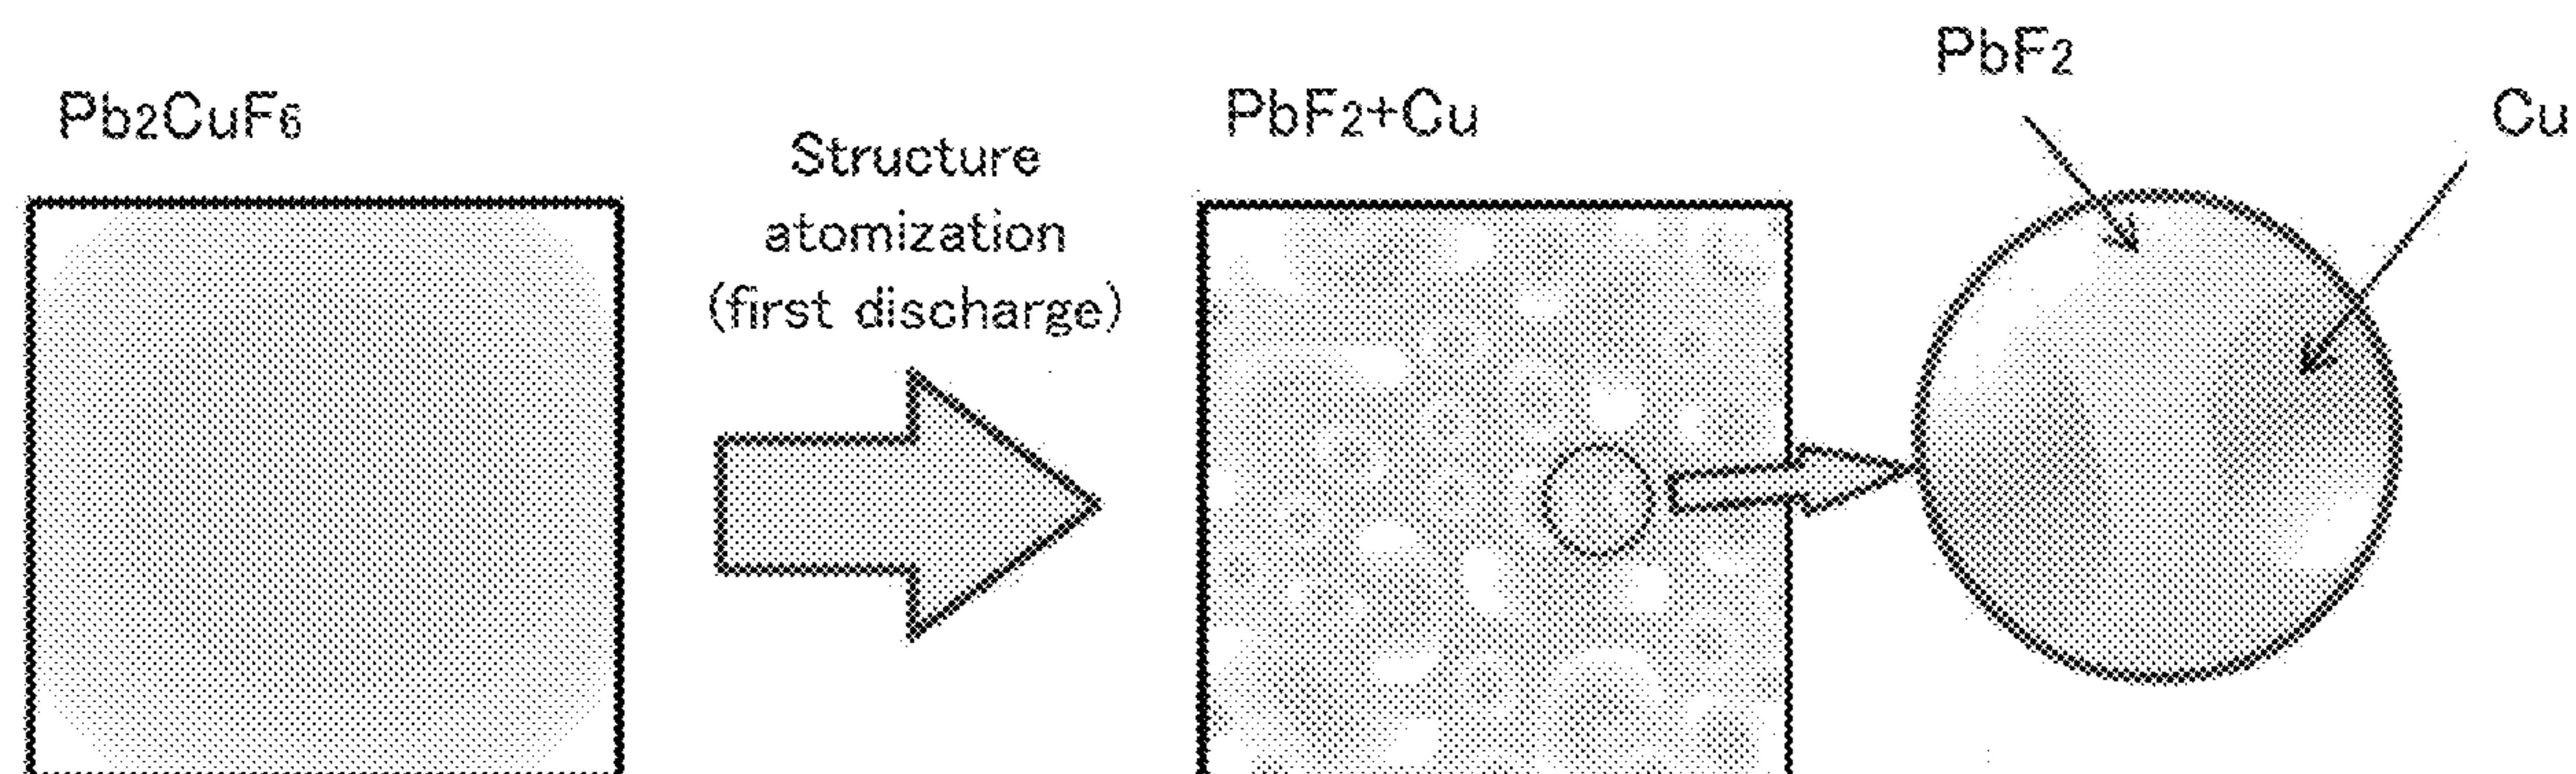 Pb2CuF6
Structure
atomization
(first discharge)
PbF2+Cu
PbF2
Cu